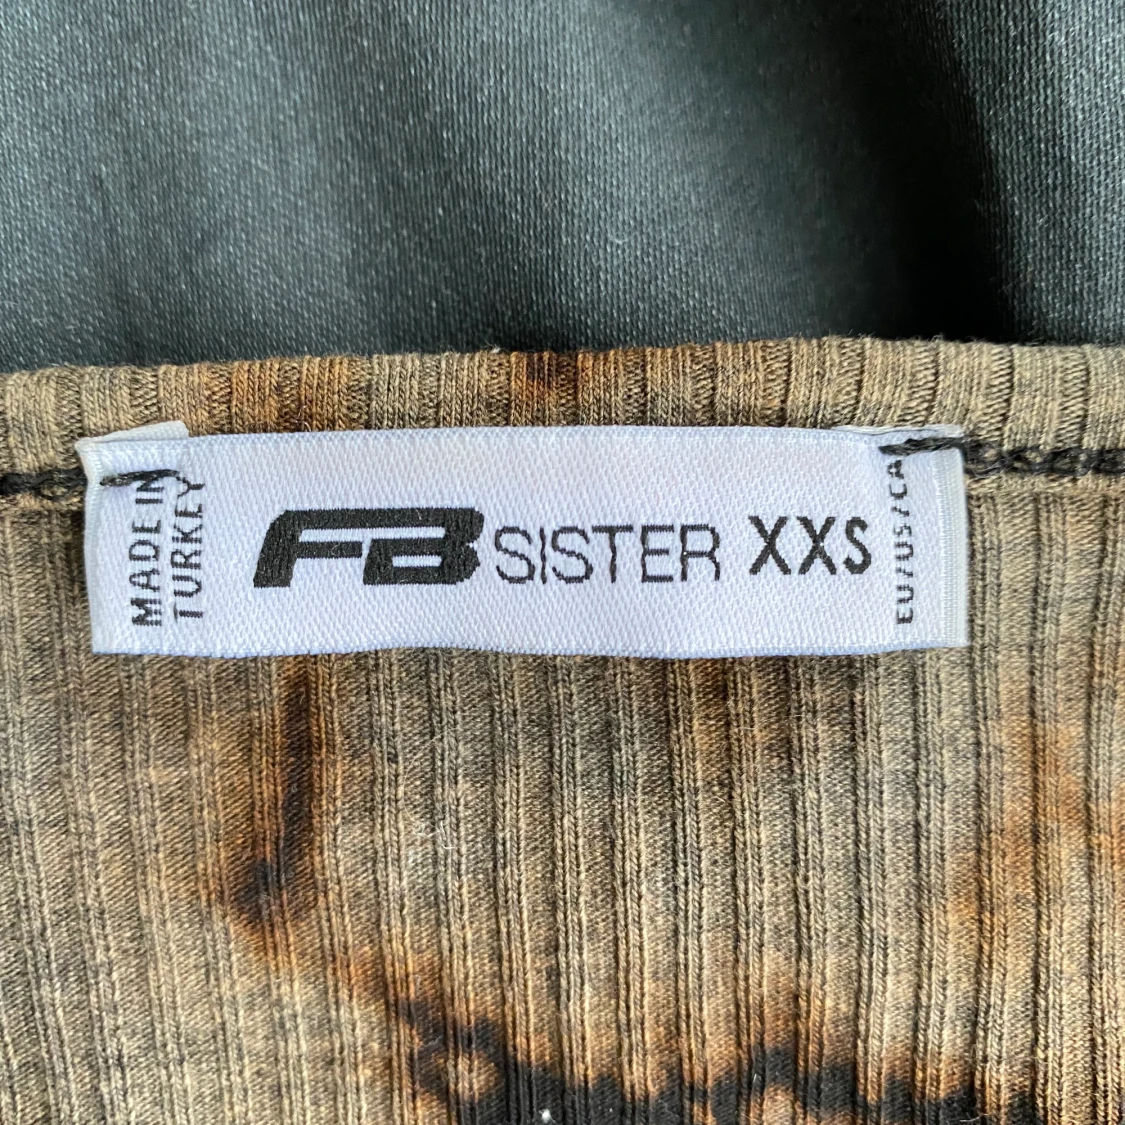 MADE IN
TURKEY
FB SISTER XXS
EU/US/CA